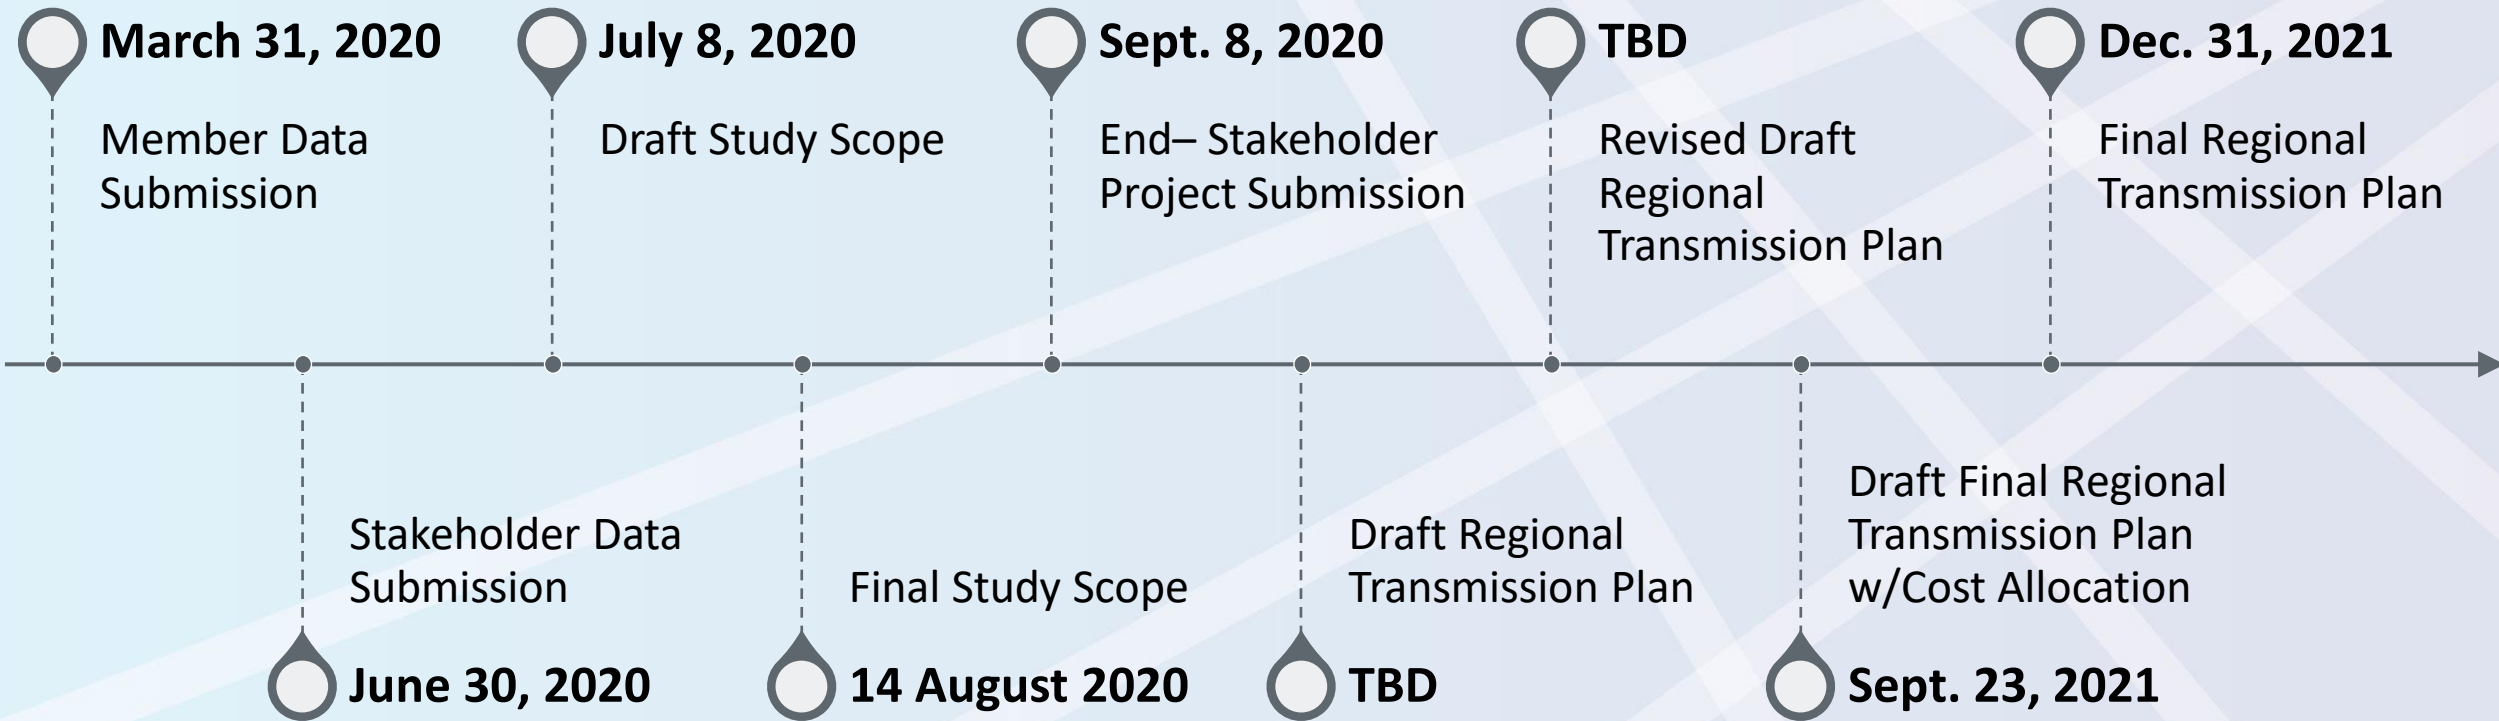 March 31, 2020
Member Data
Submission
June 30, 2020
Stakeholder Data
Submission
July 8, 2020
Draft Study Scope
14 August 2020
Final Study Scope
Sept. 8, 2020
End– Stakeholder
Project Submission
TBD
Draft Regional
Transmission Plan
TBD
Revised Draft
Regional
Transmission Plan
Sept. 23, 2021
Draft Final Regional
Transmission Plan
w/Cost Allocation
Dec. 31, 2021
Final Regional
Transmission Plan